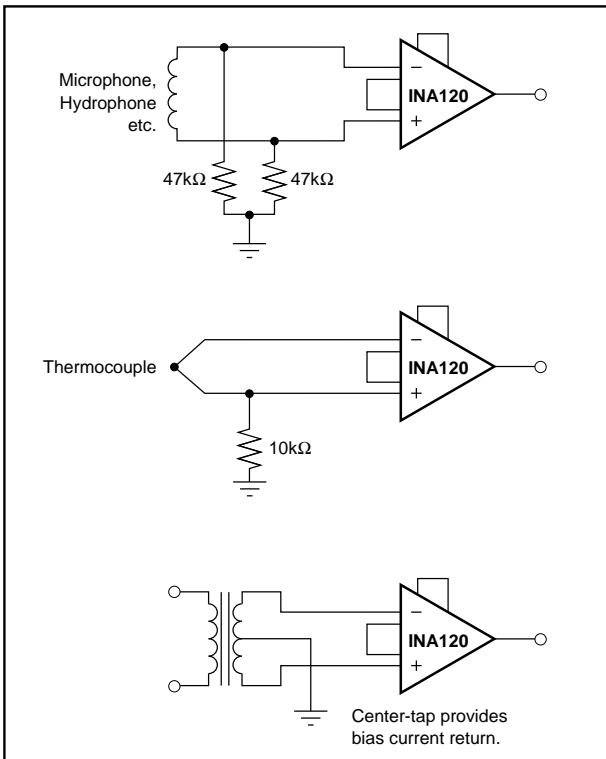 Microphone,
Hydrophone
etc.
−
INA120
+
47kΩ
47kΩ
−
Thermocouple
INA120
+
10kΩ
−
INA120
+
Center-tap provides
bias current return.